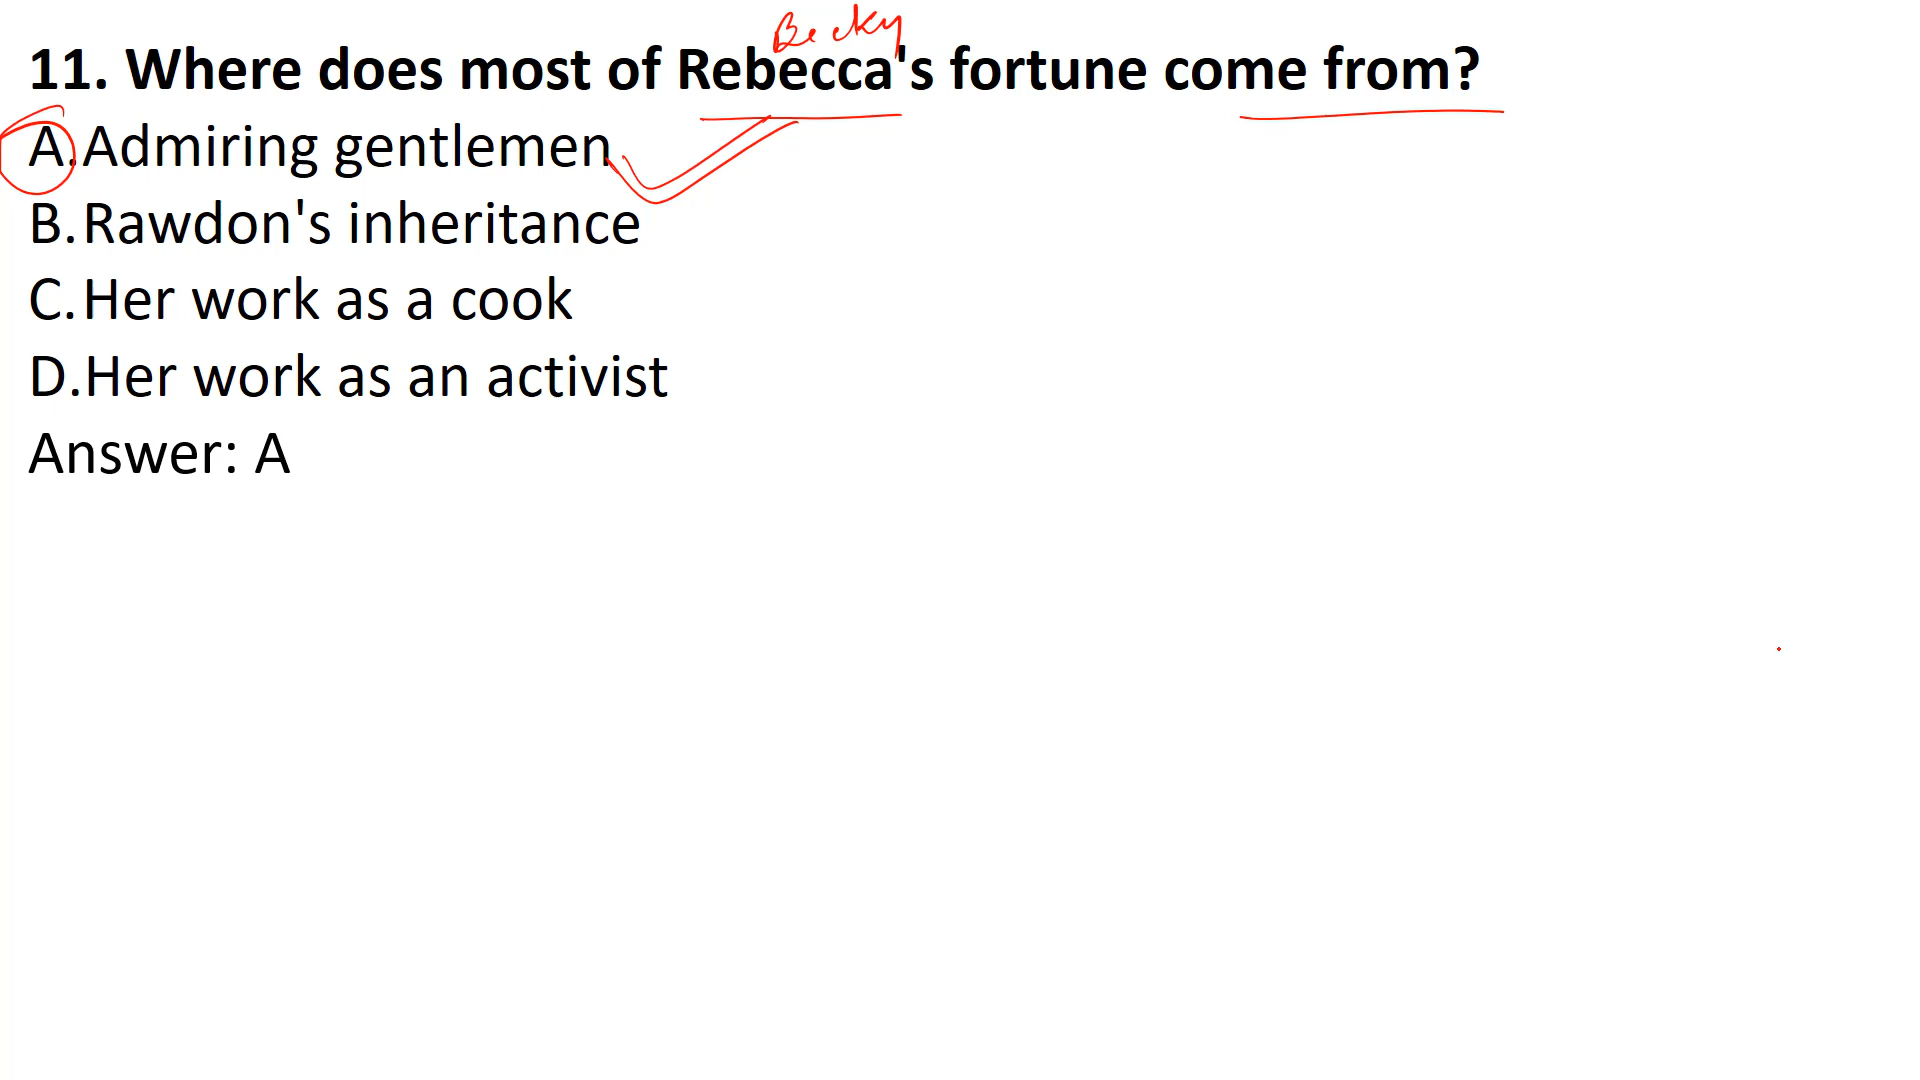 Becky
11. Where does most of Rebecca's fortune come from?
A. Admiring gentlemen
B. Rawdon's inheritance
C. Her work as a cook
D. Her work as an activist
Answer: A